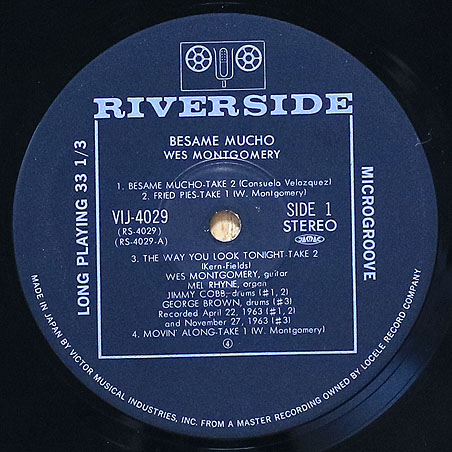 RIVERSIDE
BESAME MUCHO
WES MONTGOMERY
1. BESAME MUCHO-TAKE 2 (Consuelo Velazquez)
2. FRIED PIES-TAKE 1 (W. Montgomery)
VIJ-4029
(RS-4029)
(RS-4029-A)
SIDE 1
STEREO
3. THE WAY YOU LOOK TONIGHT-TAKE 2
(Kern-Fields)
WES MONTGOMERY, guitar
MEL RHYNE, organ
JIMMY COBB, drums (#1, 2)
GEORGE BROWN, drums (#3)
Recorded April 22, 1963 (#1, 2)
and November 27, 1963 (#3)
4. MOVIN' ALONG-TAKE 1 (W. Montgomery)
4
LONG PLAYING 33 1/3
MICROGROOVE
MADE IN JAPAN BY VICTOR MUSICAL INDUSTRIES, INC. FROM A MASTER RECORDING OWNED BY LOCELE RECORD COMPANY